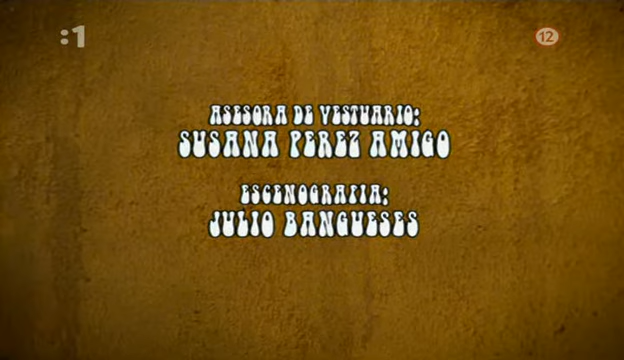 :1
12
ASESORA DE VESTUARIO:
SUSANA PEREZ AMIGO
ESCENOGRAFIA:
JULIO BANGUESES